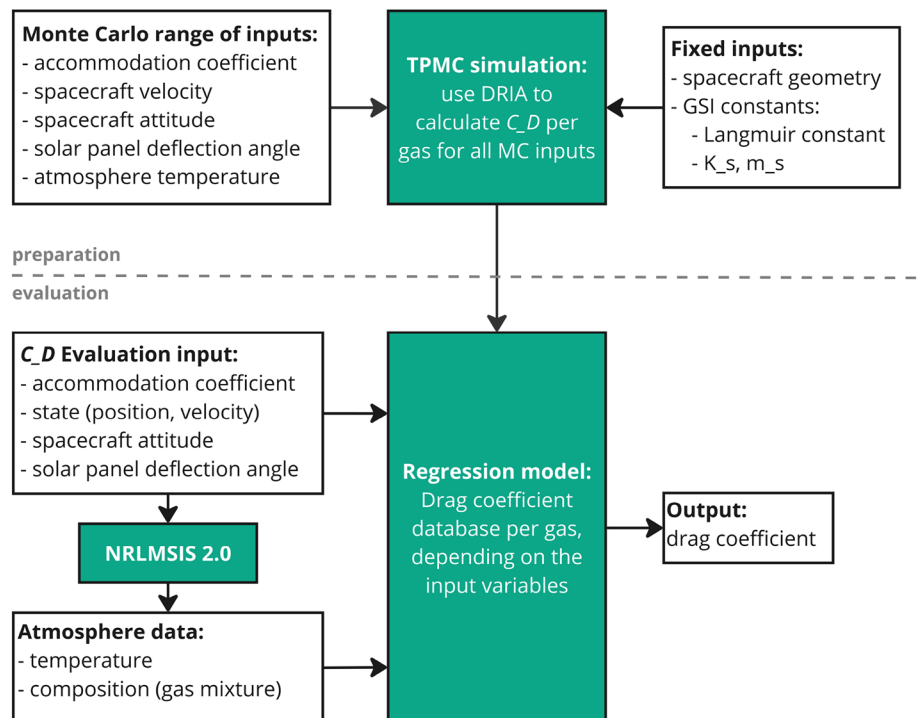 Monte Carlo range of inputs:
- accommodation coefficient
- spacecraft velocity
- spacecraft attitude
- solar panel deflection angle
- atmosphere temperature
TPMC simulation:
use DRIA to
calculate C_D per
gas for all MC inputs
Fixed inputs:
- spacecraft geometry
- GSI constants:
- Langmuir constant
- K_s, m_s
preparation
evaluation
C_D Evaluation input:
- accommodation coefficient
- state (position, velocity)
- spacecraft attitude
- solar panel deflection angle
NRLMSIS 2.0
Atmosphere data:
- temperature
- composition (gas mixture)
Regression model:
Drag coefficient
database per gas,
depending on the
input variables
Output:
drag coefficient